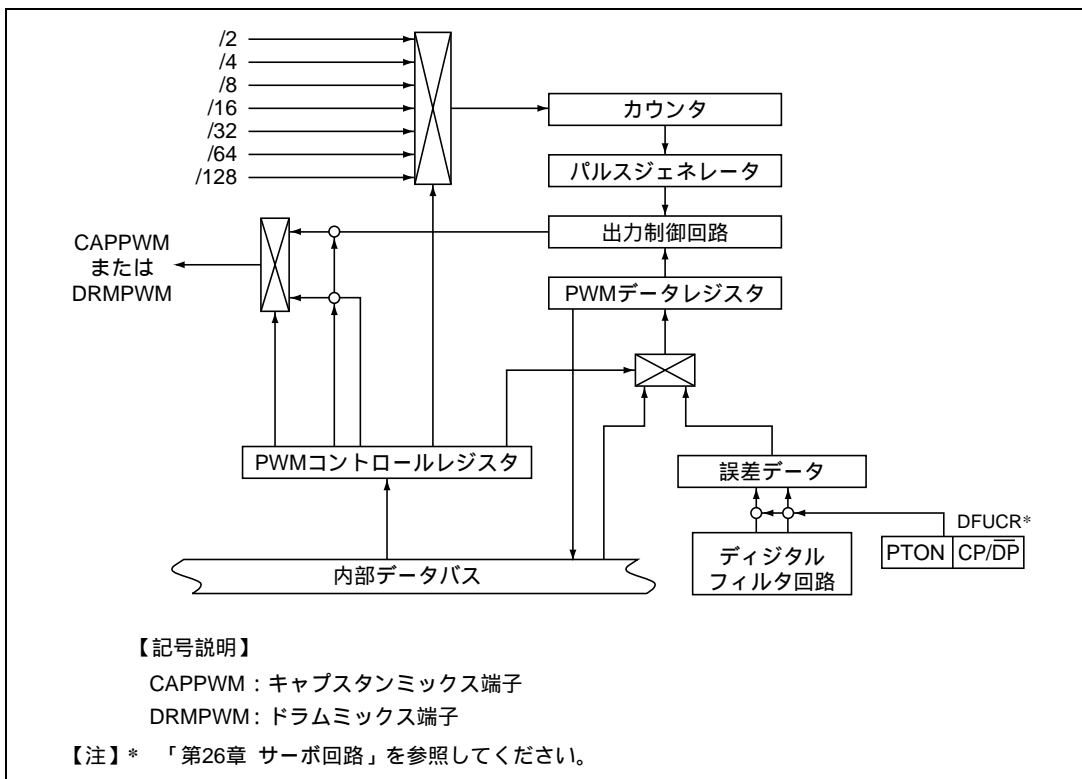 /2
/4
/8
/16
/32
/64
/128
カウンタ
パルスジェネレータ
出力制御回路
PWMデータレジスタ
CAPPWM
または
DRMPWM
PWMコントロールレジスタ
誤差データ
DFUCR*
PTON CP/D̅P̅
ディジタル
フィルタ回路
内部データバス
【記号説明】
CAPPWM : キャプスタンミックス端子
DRMPWM : ドラムミックス端子
【注】* 「第26章 サーボ回路」を参照してください。